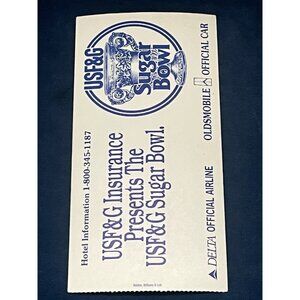 USF&G
Sugar
Bowl
Hotel Information 1-800-345-1187
USF&G Insurance
Presents The
USF&G Sugar Bowl.
DELTA OFFICIAL AIRLINE
OLDSMOBILE OFFICIAL CAR